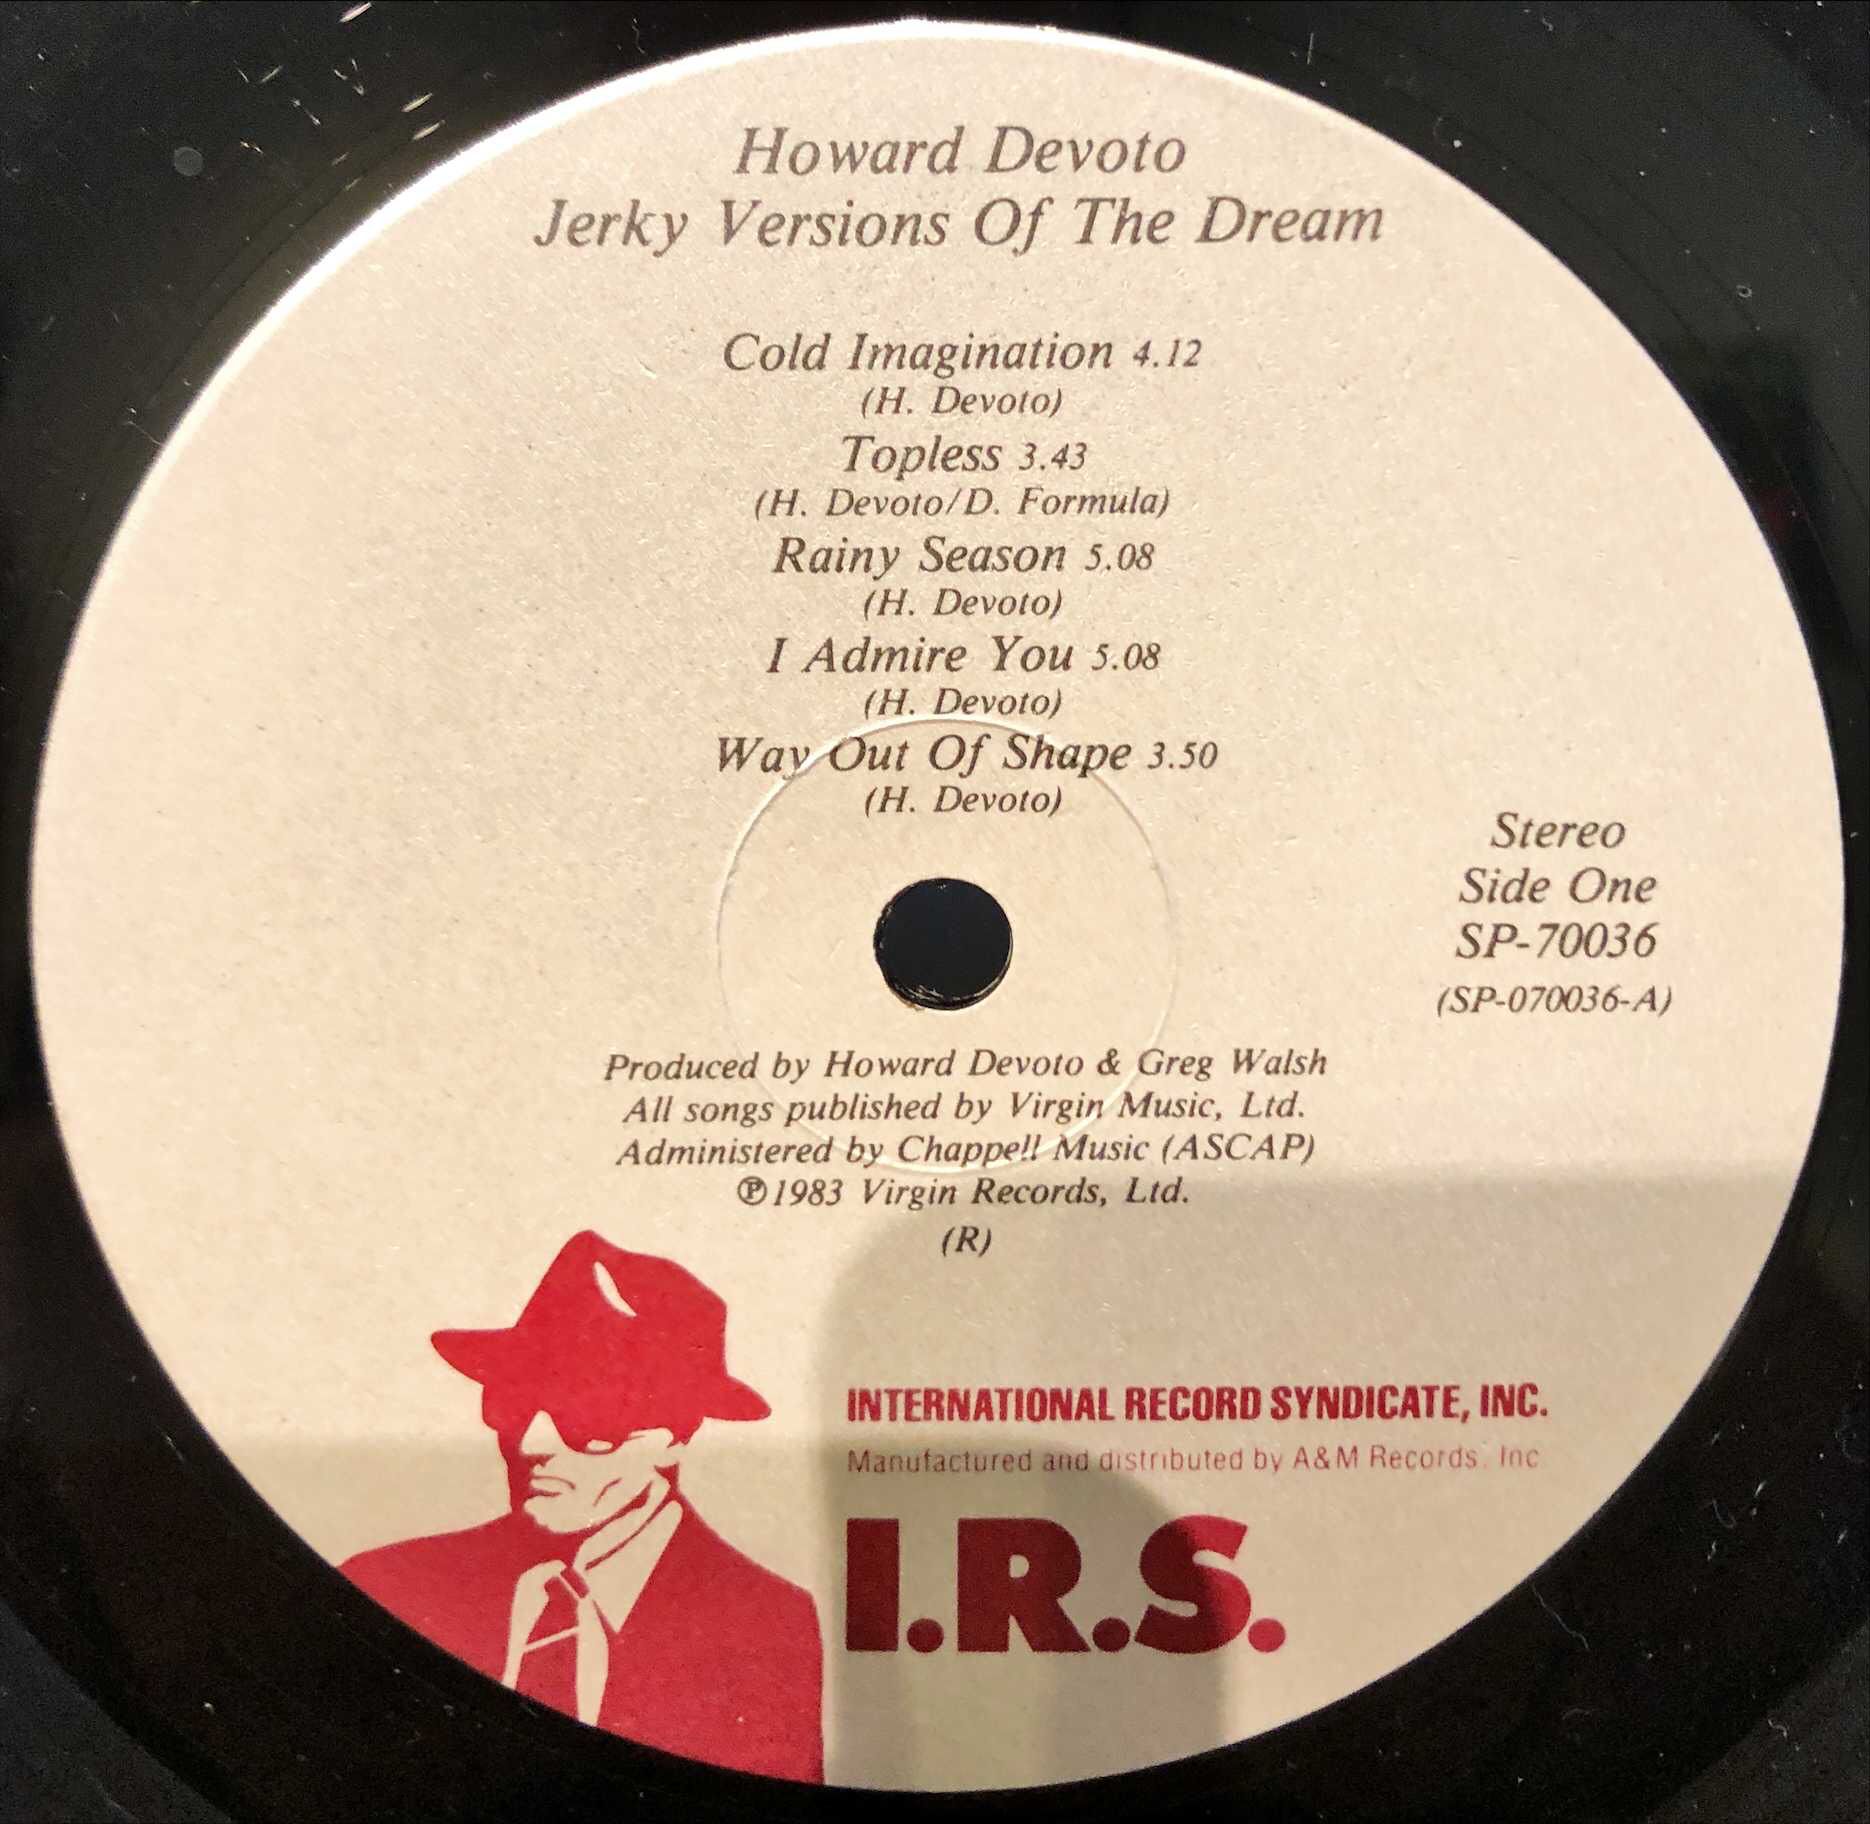 Howard Devoto
Jerky Versions Of The Dream
Cold Imagination 4.12
(H. Devoto)
Topless 3.43
(H. Devoto/D. Formula)
Rainy Season 5.08
(H. Devoto)
I Admire You 5.08
(H. Devoto)
Way Out Of Shape 3.50
(H. Devoto)
Stereo
Side One
SP-70036
(SP-070036-A)
Produced by Howard Devoto & Greg Walsh
All songs published by Virgin Music, Ltd.
Administered by Chappell Music (ASCAP)
℗1983 Virgin Records, Ltd.
(R)
INTERNATIONAL RECORD SYNDICATE, INC.
Manufactured and distributed by A&M Records, Inc
I.R.S.